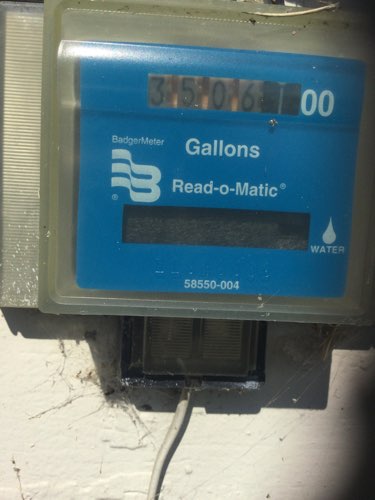 3506 00
BadgerMeter
Gallons
®
Read-o-Matic®
WATER
58550-004